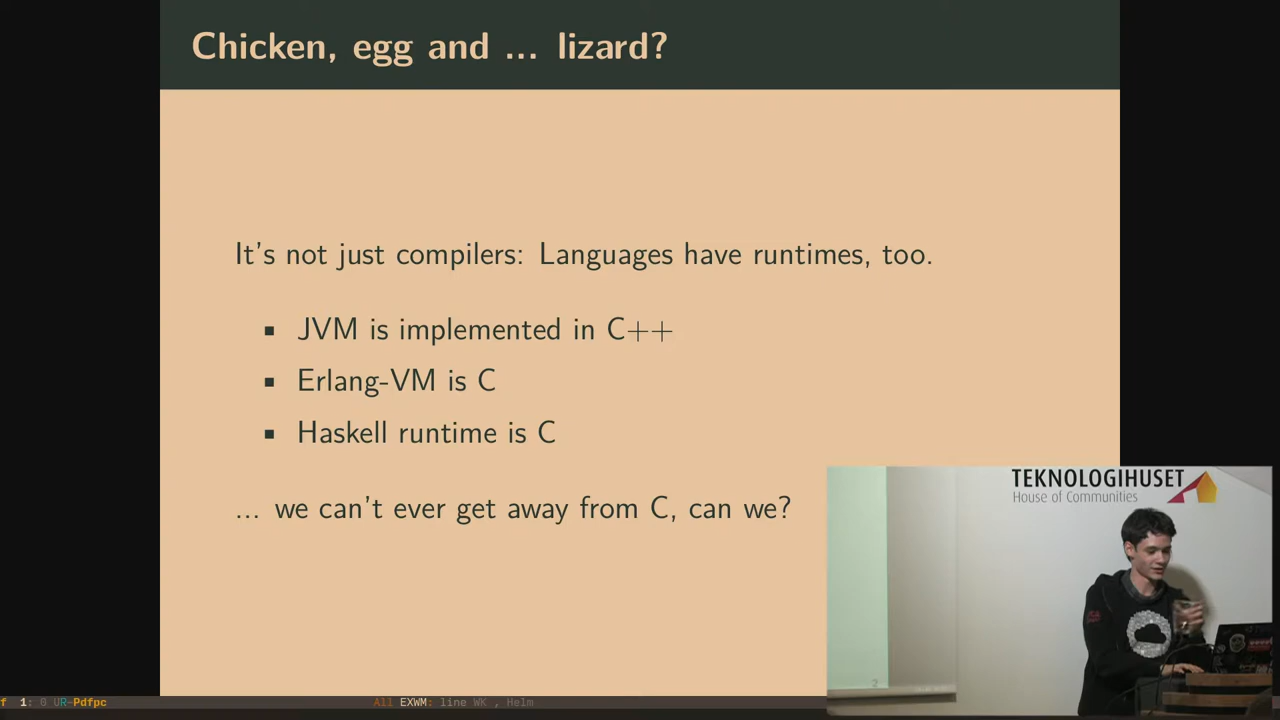 Chicken, egg and ... lizard?
It's not just compilers: Languages have runtimes, too.
▪ JVM is implemented in C++
▪ Erlang-VM is C
▪ Haskell runtime is C
... we can't ever get away from C, can we?
TEKNOLOGIHUSET
House of Communities
f 1: 0 UR-Pdfpc All EXWM: line WK , Helm